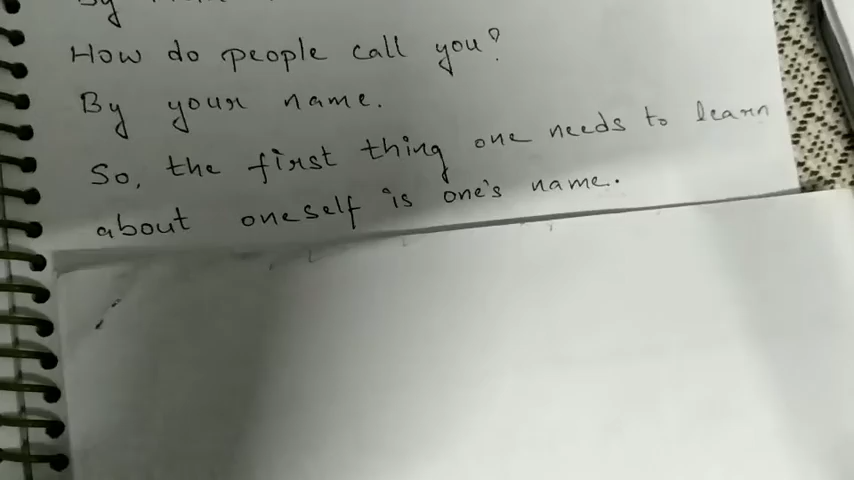 By
How do people call you?
By your name.
So, the first thing one needs to learn
about oneself is one's name.